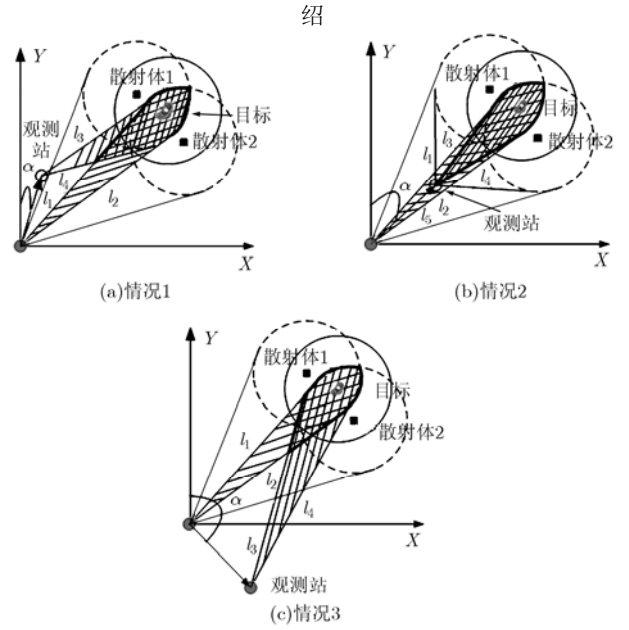 绍
Y
散射体1
目标
观测
站
散射体2
l3
α
l4
l1
l2
X
(a)情况1
Y
散射体1
目标
散射体2
l1
l3
α
l4
l2
l5
观测站
X
(b)情况2
Y
散射体1
目标
散射体2
l1
l2
α
l4
l3
X
观测站
(c)情况3